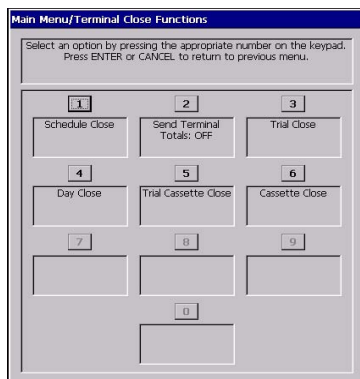 Main Menu/Terminal Close Functions
Select an option by pressing the appropriate number on the keypad.
Press ENTER or CANCEL to return to previous menu.
1 2 3
Schedule Close Send Terminal Trial Close
Totals: OFF
4 5 6
Day Close Trial Cassette Close Cassette Close
7 8 9
0